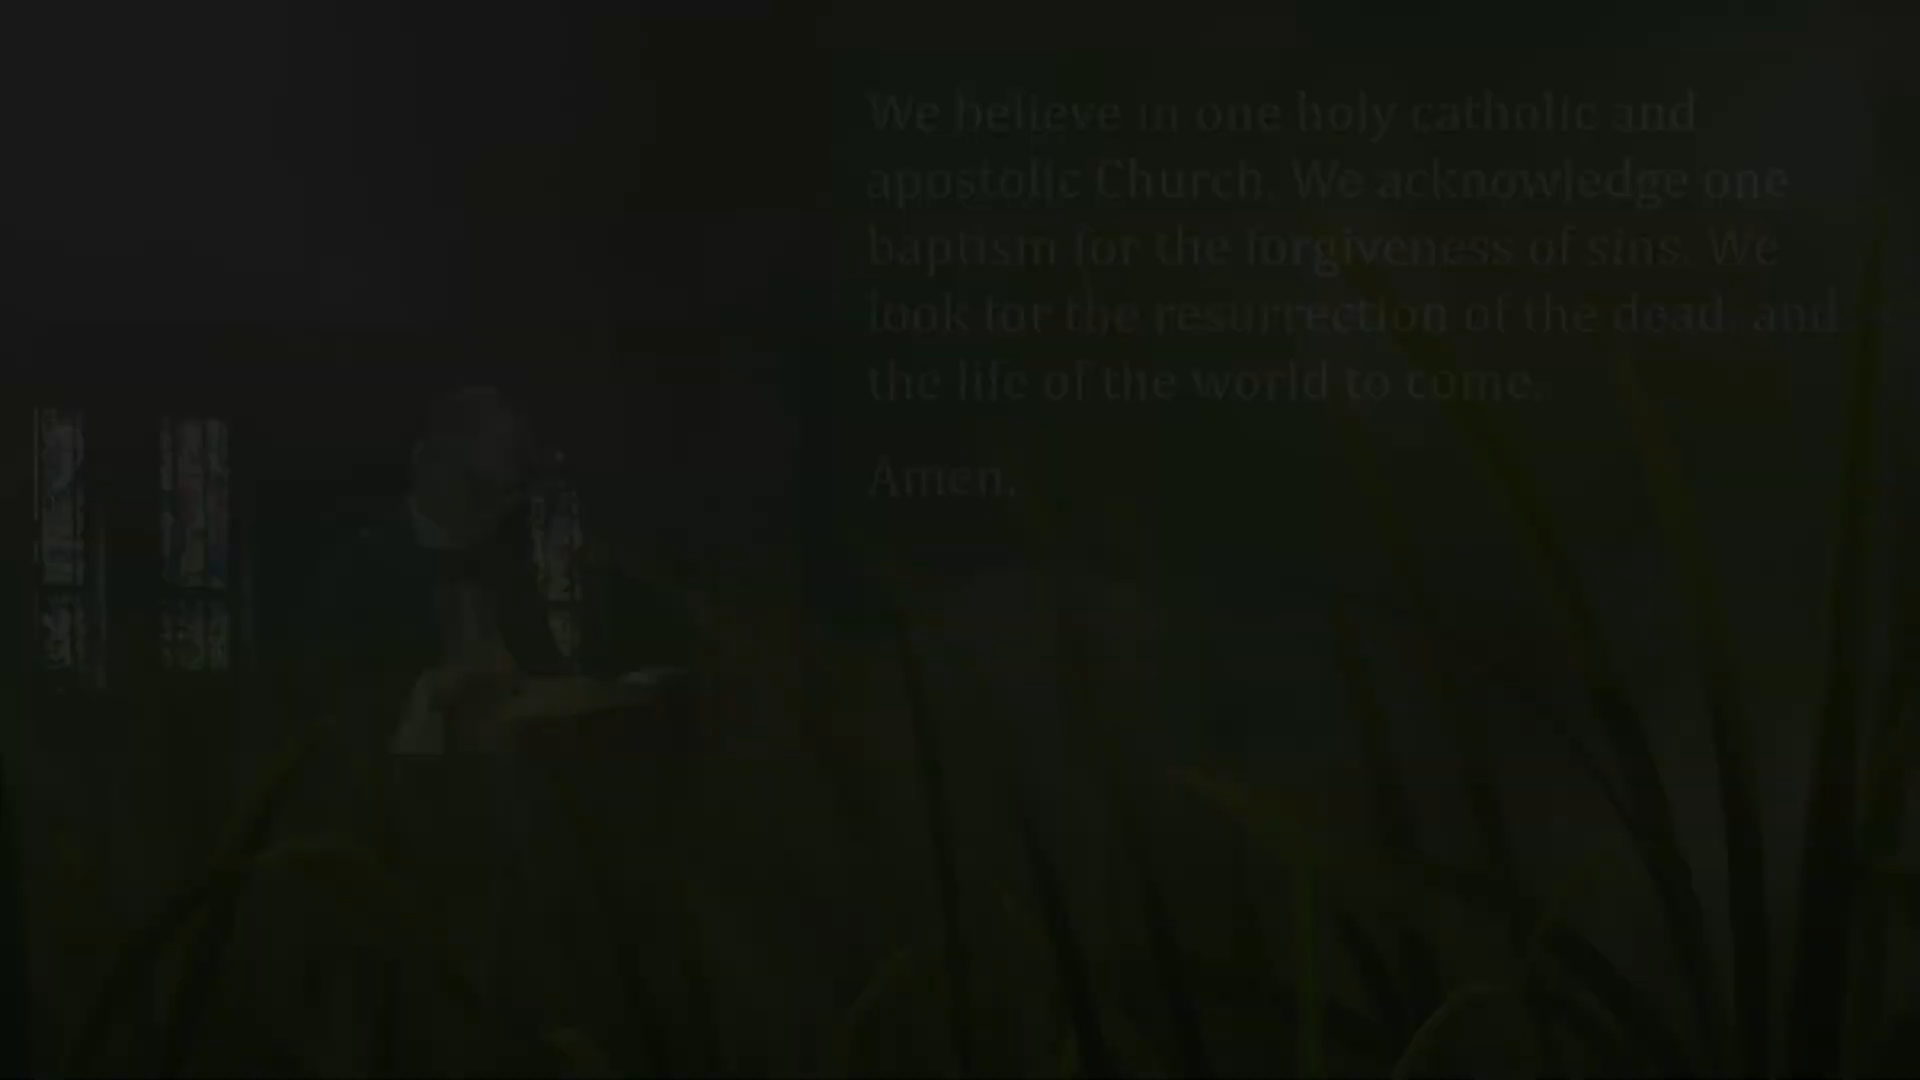 We believe in one holy catholic and
apostolic Church. We acknowledge one
baptism for the forgiveness of sins. We
look for the resurrection of the dead, and
the life of the world to come.
Amen.